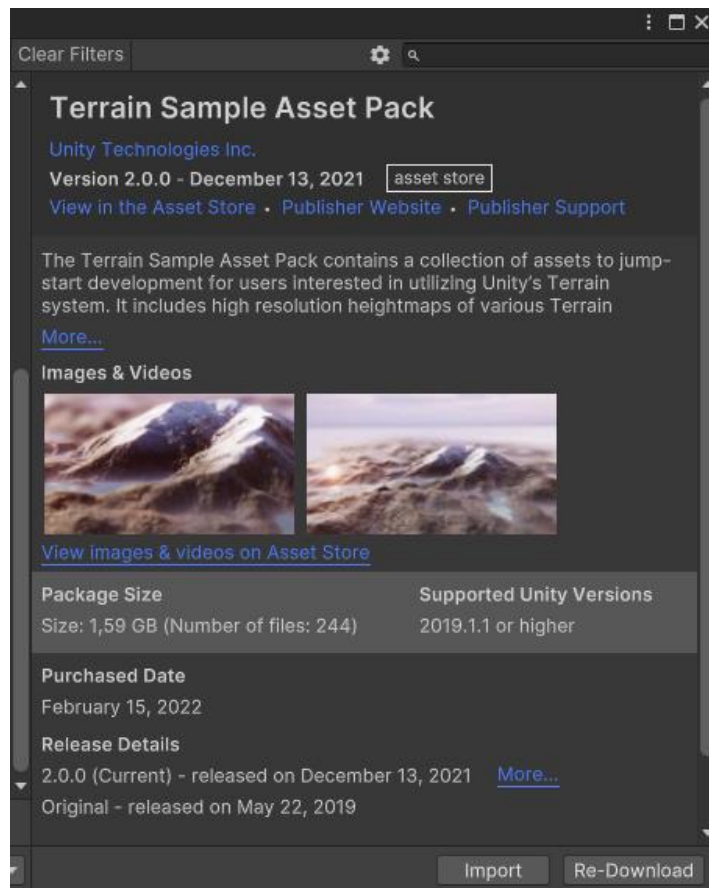 Clear Filters
Terrain Sample Asset Pack
Unity Technologies Inc.
Version 2.0.0 - December 13, 2021 asset store
View in the Asset Store • Publisher Website • Publisher Support
The Terrain Sample Asset Pack contains a collection of assets to jump-
start development for users interested in utilizing Unity's Terrain
system. It includes high resolution heightmaps of various Terrain
More...
Images & Videos
View images & videos on Asset Store
Package Size Supported Unity Versions
Size: 1,59 GB (Number of files: 244) 2019.1.1 or higher
Purchased Date
February 15, 2022
Release Details
2.0.0 (Current) - released on December 13, 2021 More...
Original - released on May 22, 2019
Import Re-Download